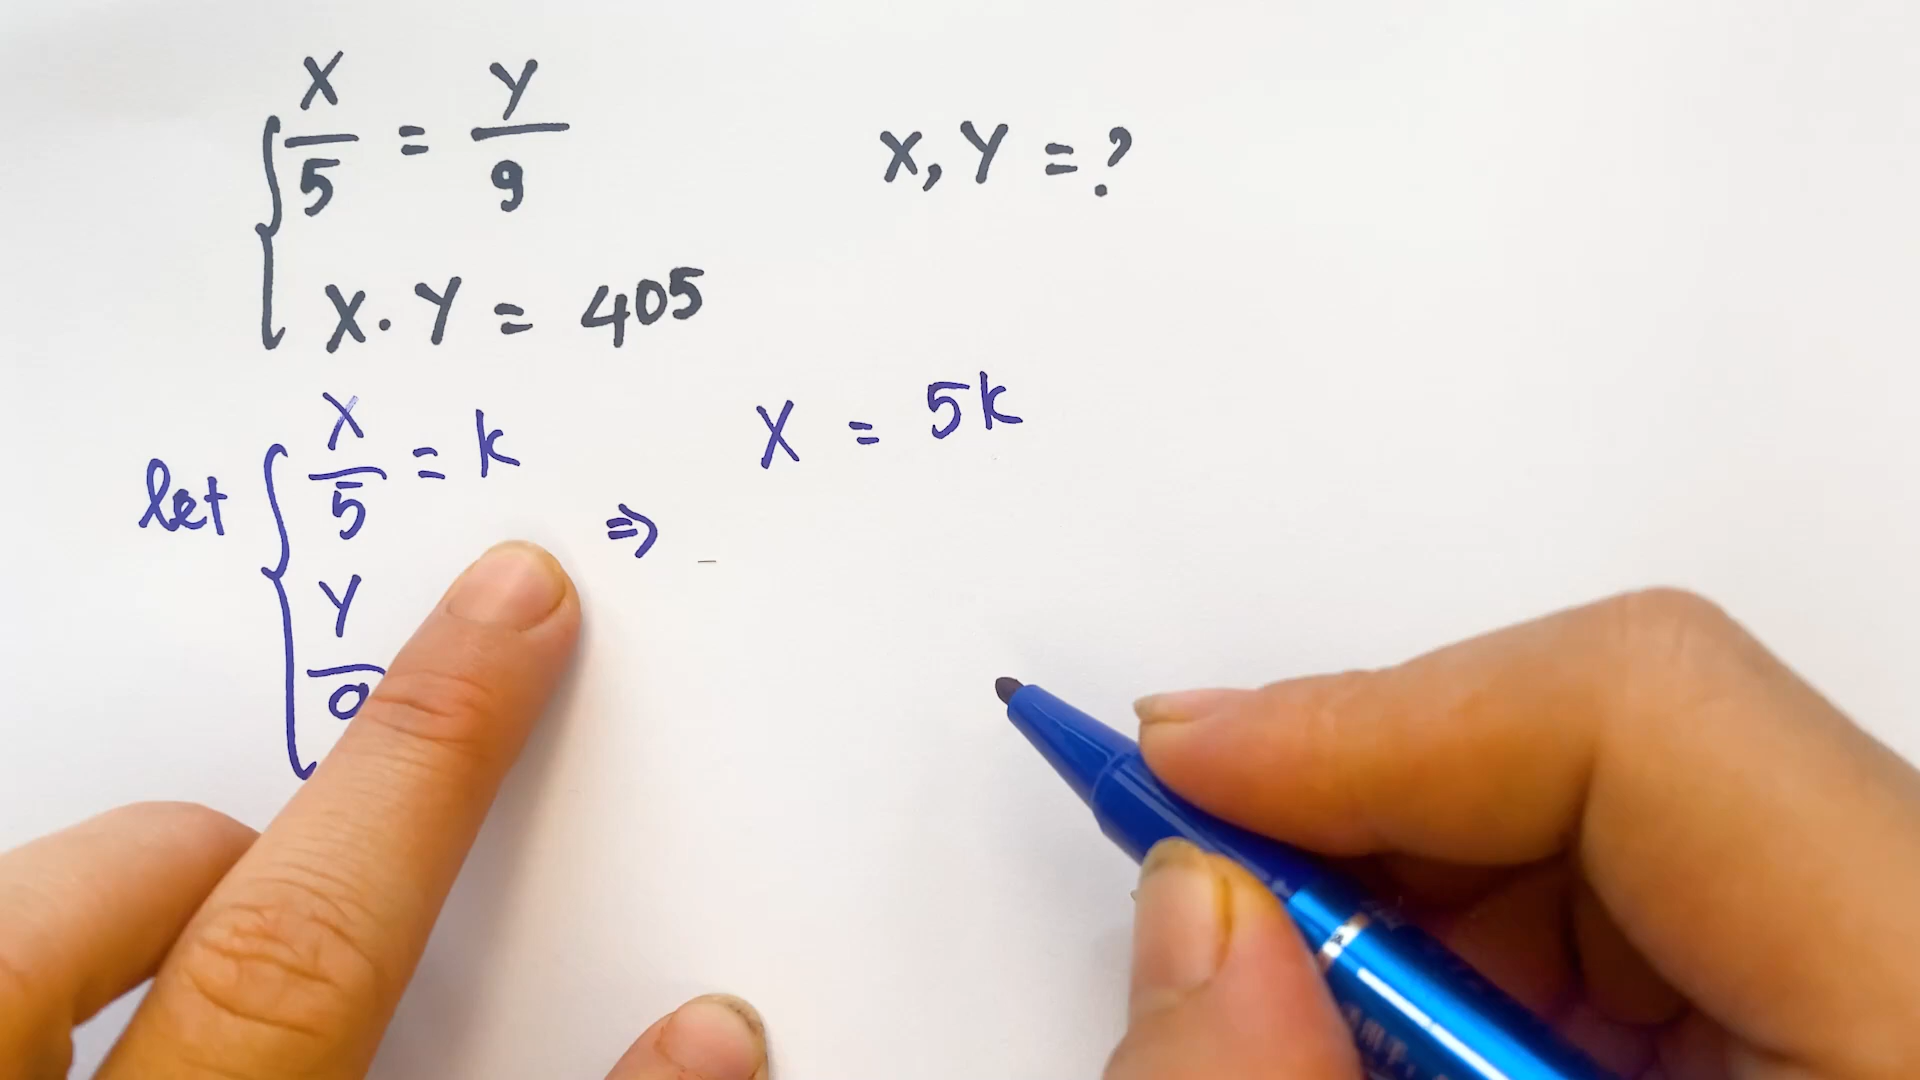 X/5 = Y/9
X, Y = ?
X · Y = 405
let
X/5 = k
⇒
X = 5k
Y